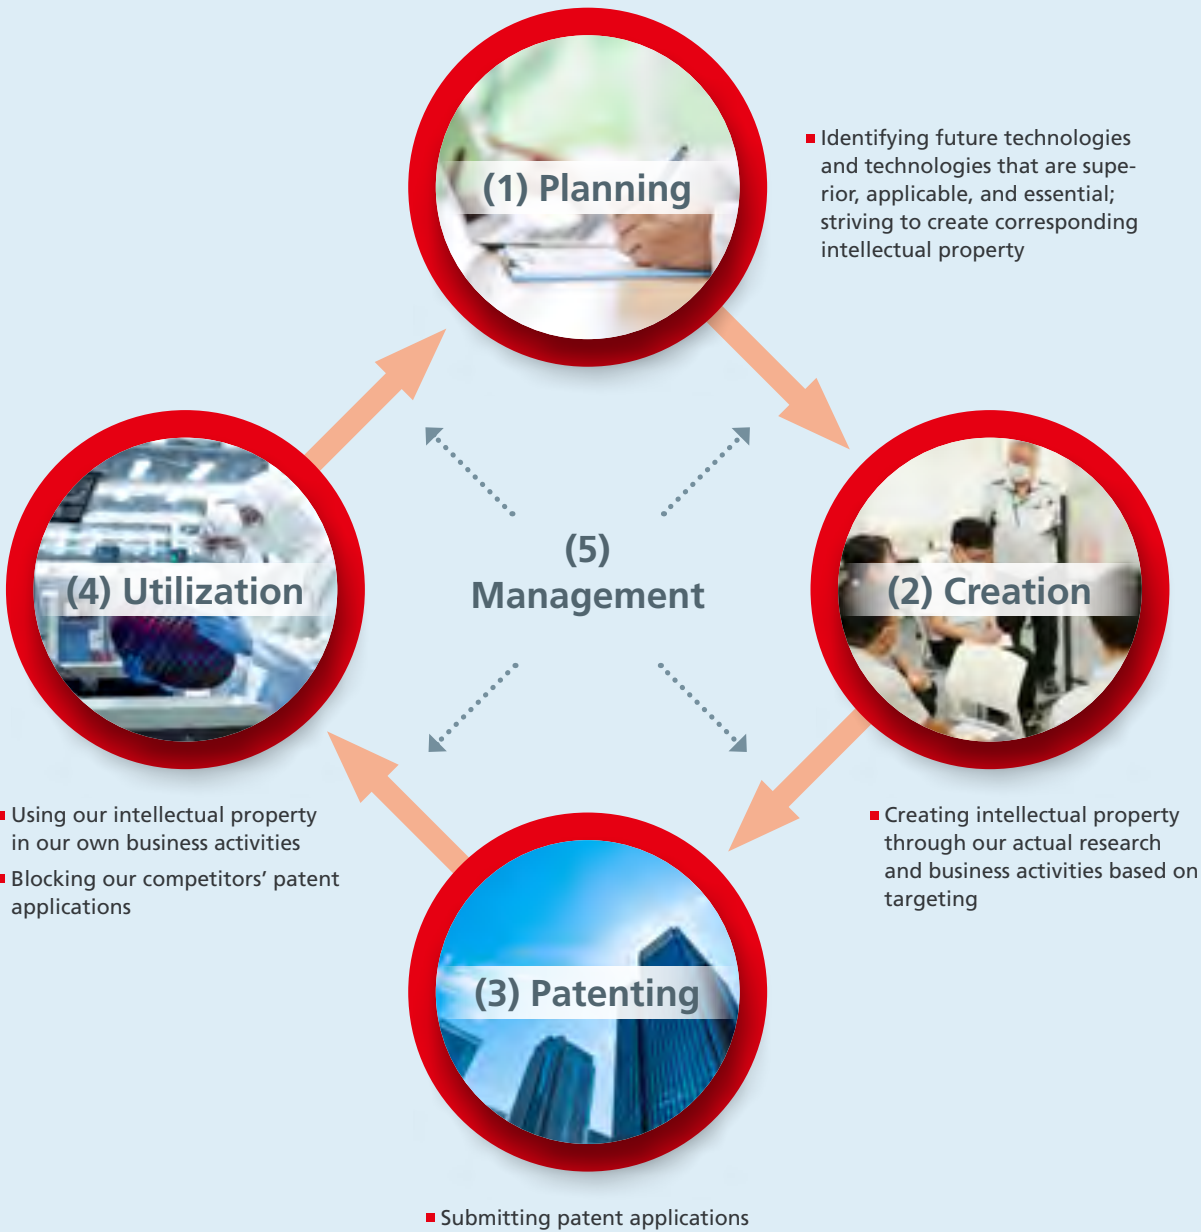 (1) Planning
■ Identifying future technologies
and technologies that are supe-
rior, applicable, and essential;
striving to create corresponding
intellectual property
(2) Creation
■ Creating intellectual property
through our actual research
and business activities based on
targeting
(3) Patenting
■ Submitting patent applications
(4) Utilization
■ Using our intellectual property
in our own business activities
■ Blocking our competitors’ patent
applications
(5)
Management